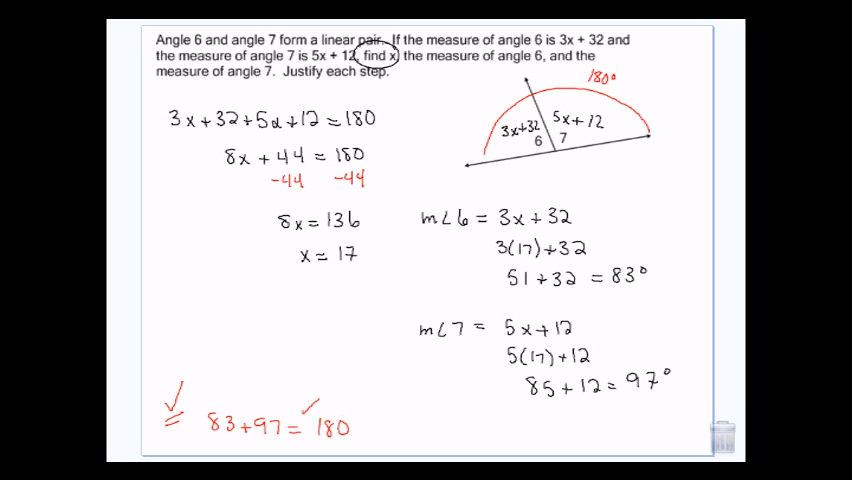 Angle 6 and angle 7 form a linear pair. If the measure of angle 6 is 3x + 32 and
the measure of angle 7 is 5x + 12, find x, the measure of angle 6, and the
measure of angle 7. Justify each step.
180°
3x+32 5x+12
6 7
3x+32+5x+12=180
8x + 44 = 180
-44 -44
8x = 136
x = 17
m∠6 = 3x+32
3(17)+32
51+32 = 83°
m∠7 = 5x+12
5(17)+12
85+12=97°
83+97=180